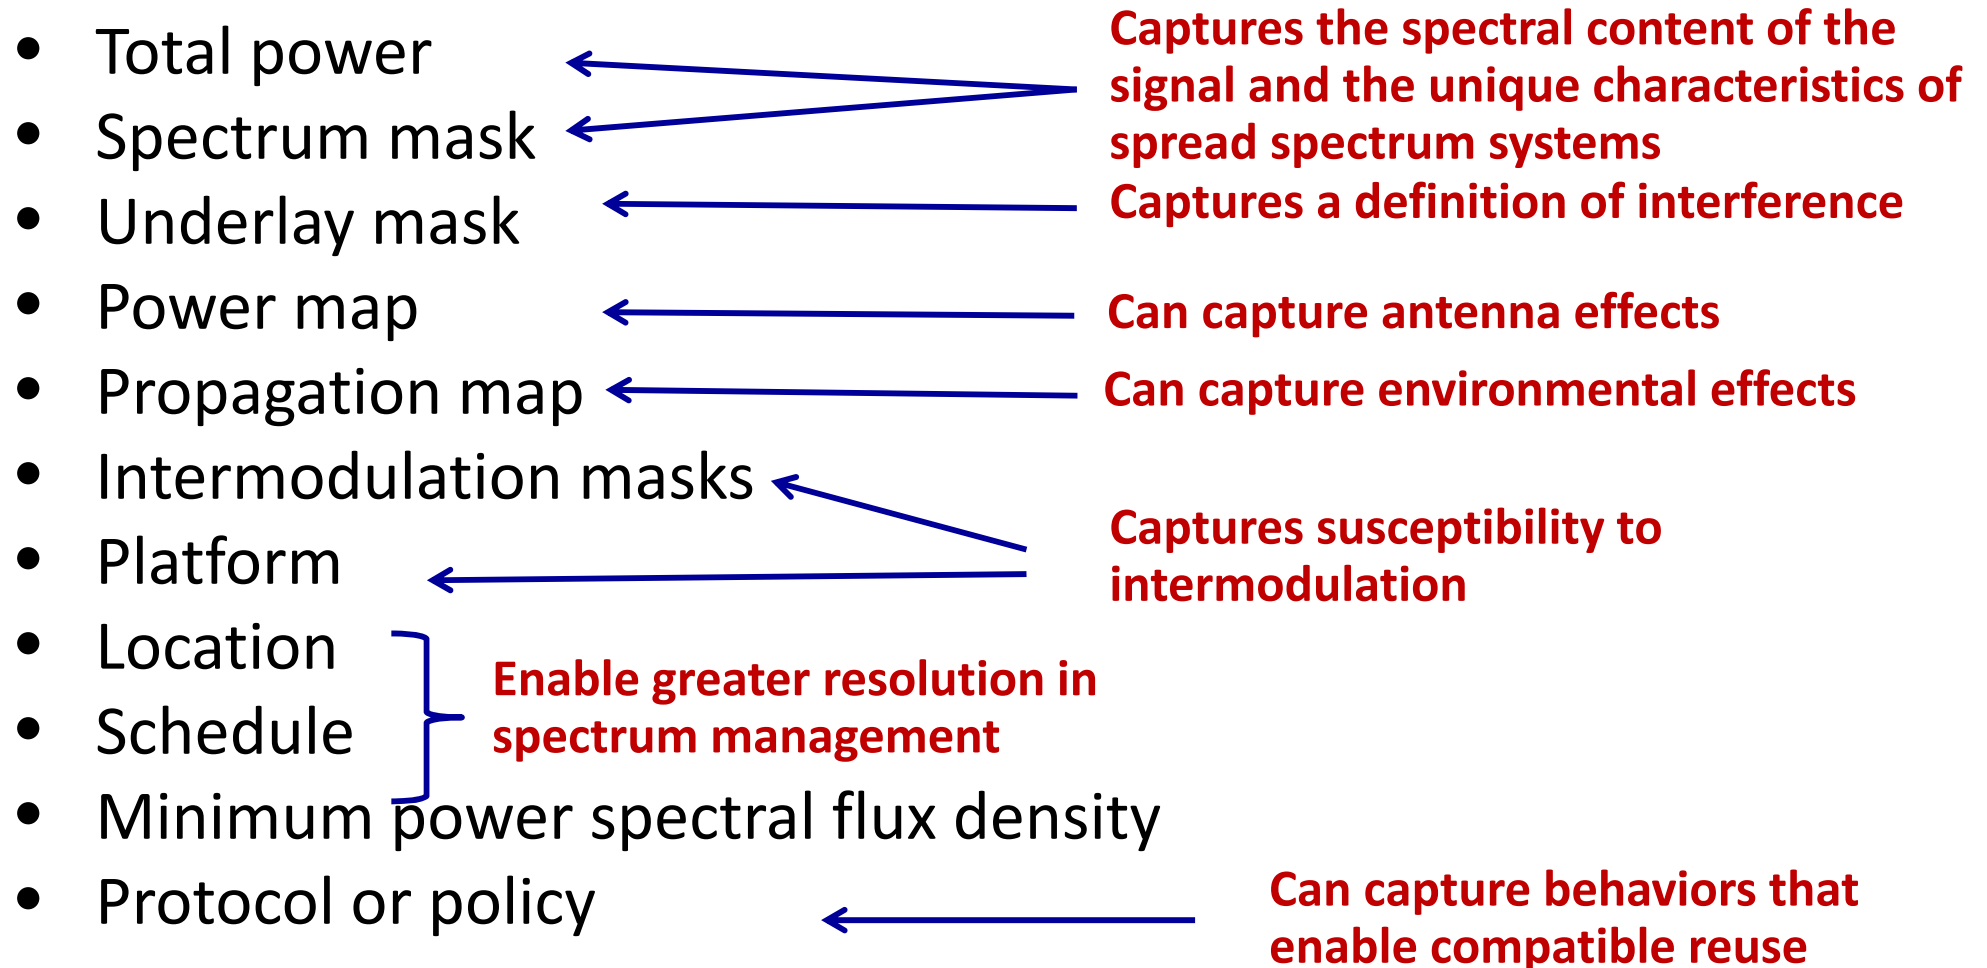 • Total power
• Spectrum mask
• Underlay mask
• Power map
• Propagation map
• Intermodulation masks
• Platform
• Location
• Schedule
• Minimum power spectral flux density
• Protocol or policy
Captures the spectral content of the
signal and the unique characteristics of
spread spectrum systems
Captures a definition of interference
Can capture antenna effects
Can capture environmental effects
Captures susceptibility to
intermodulation
Enable greater resolution in
spectrum management
Can capture behaviors that
enable compatible reuse